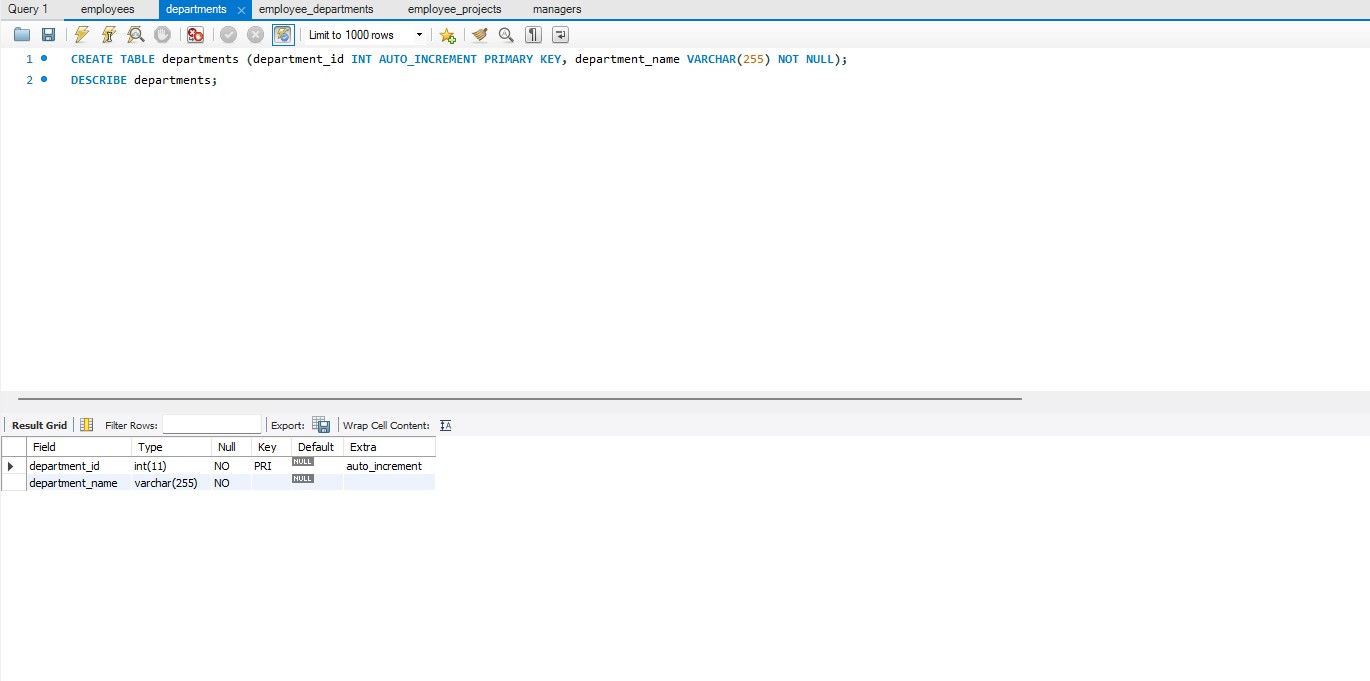 Query 1 employees departments employee_departments employee_projects managers
Limit to 1000 rows
1 CREATE TABLE departments (department_id INT AUTO_INCREMENT PRIMARY KEY, department_name VARCHAR(255) NOT NULL);
2 DESCRIBE departments;
Result Grid Filter Rows: Export: Wrap Cell Content: IA
Field Type Null Key Default Extra
department_id int(11) NO PRI NULL auto_increment
department_name varchar(255) NO NULL